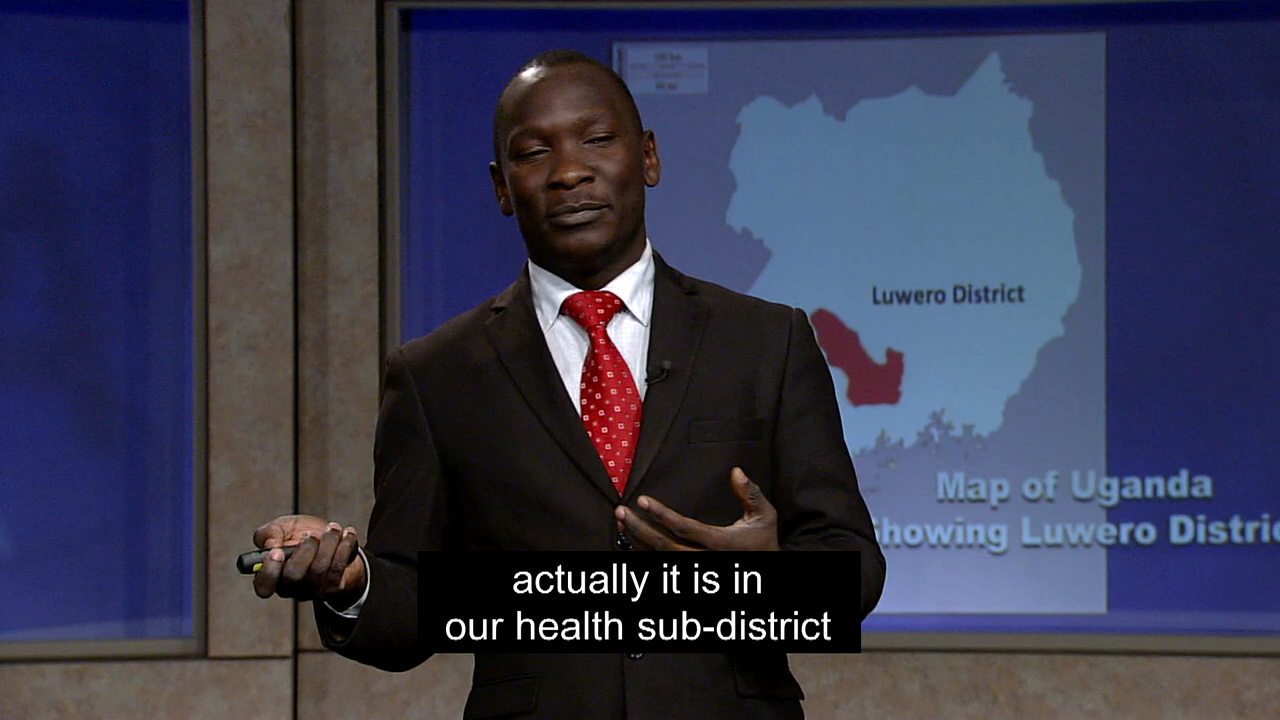 Luwero District
Map of Uganda
Showing Luwero Distric
actually it is in
our health sub-district